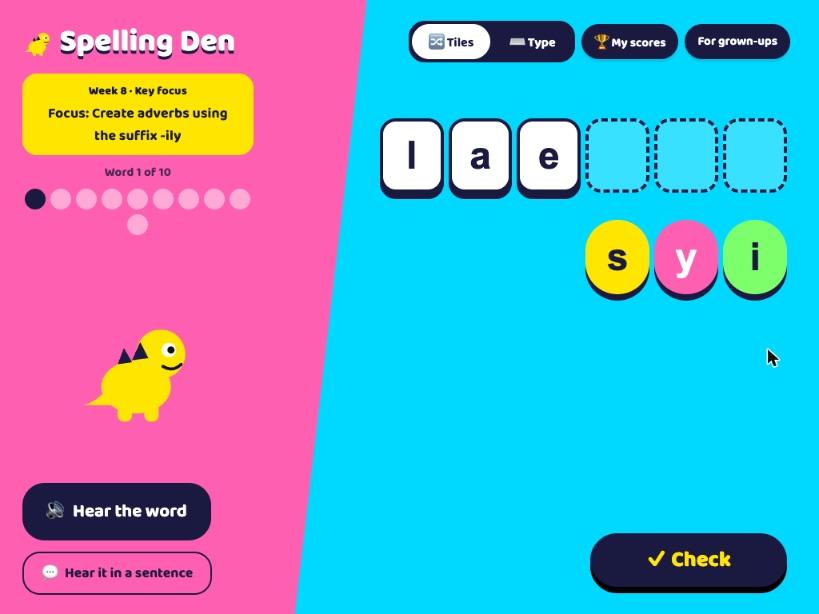 Spelling Den
Week 8 · Key focus
Focus: Create adverbs using
the suffix -ily
Word 1 of 10
Hear the word
Hear it in a sentence
Tiles
Type
My scores
For grown-ups
l a e
s y i
Check